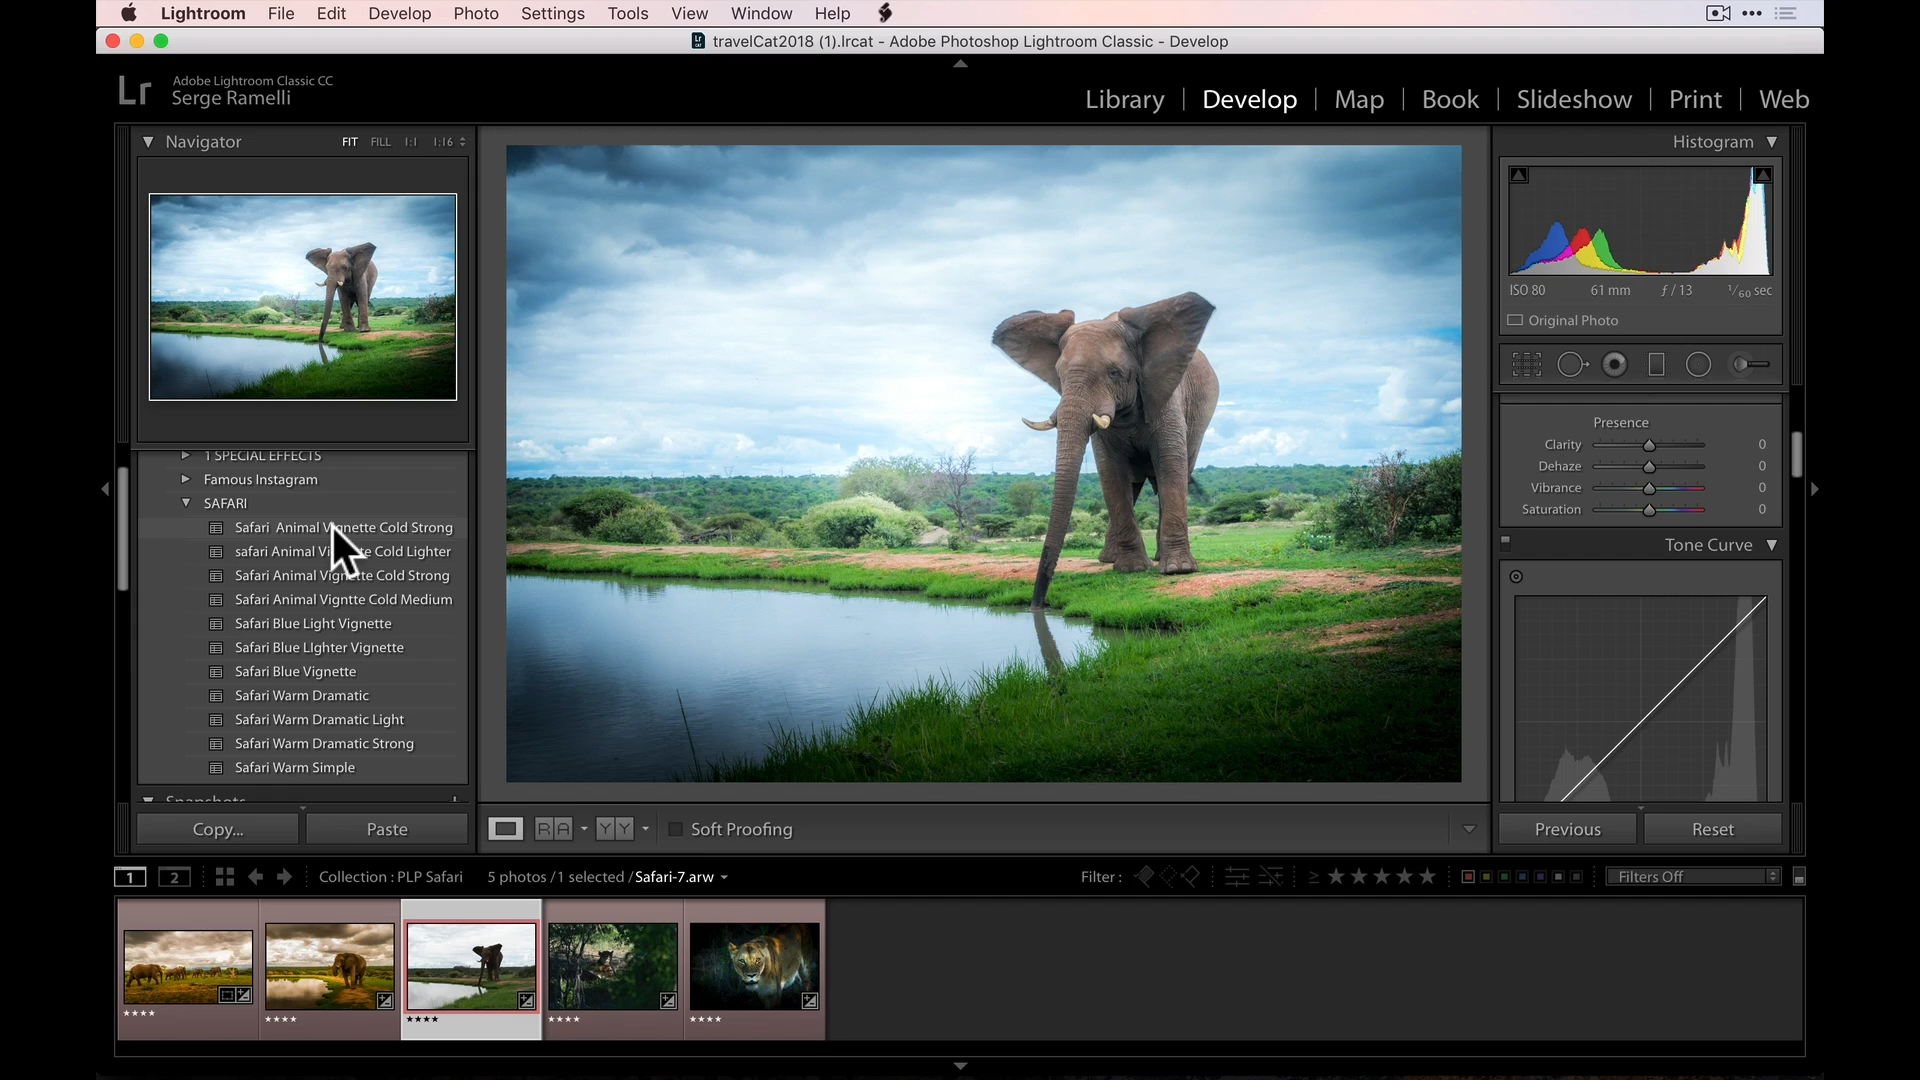 Lightroom File Edit Develop Photo Settings Tools View Window Help
travelCat2018 (1).lrcat - Adobe Photoshop Lightroom Classic - Develop
Lr Adobe Lightroom Classic CC
Serge Ramelli
Library | Develop | Map | Book | Slideshow | Print | Web
Navigator FIT FILL 1:1 1:16
1 SPECIAL EFFECTS
Famous Instagram
SAFARI
Safari Animal Vignette Cold Strong
safari Animal Vi te Cold Lighter
Safari Animal Vignette Cold Strong
Safari Animal Vigntte Cold Medium
Safari Blue Light Vignette
Safari Blue LIghter Vignette
Safari Blue Vignette
Safari Warm Dramatic
Safari Warm Dramatic Light
Safari Warm Dramatic Strong
Safari Warm Simple
Snapshots +
Copy... Paste
R A Y Y Soft Proofing
Histogram
ISO 80 61 mm ƒ / 13 1/60 sec
Original Photo
Presence
Clarity 0
Dehaze 0
Vibrance 0
Saturation 0
Tone Curve
Previous Reset
1 2 Collection : PLP Safari 5 photos / 1 selected / Safari-7.arw Filter : ≥ ★★★★★ Filters Off
★★★★ ★★★★ ★★★★ ★★★★ ★★★★